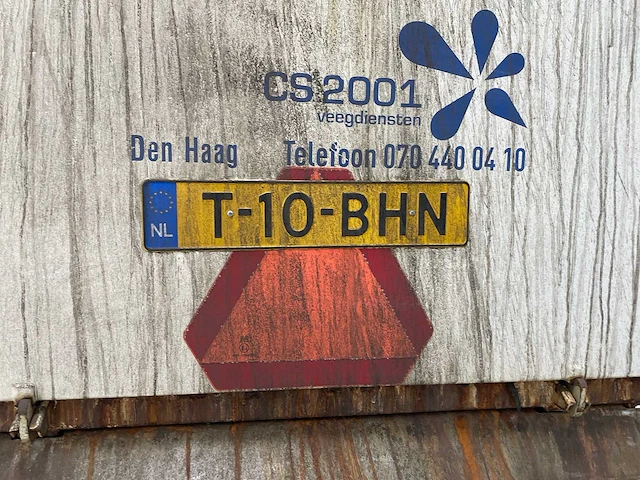 CS 2001
veegdiensten
Den Haag Telefoon 070 440 04 10
NL T-10-BHN